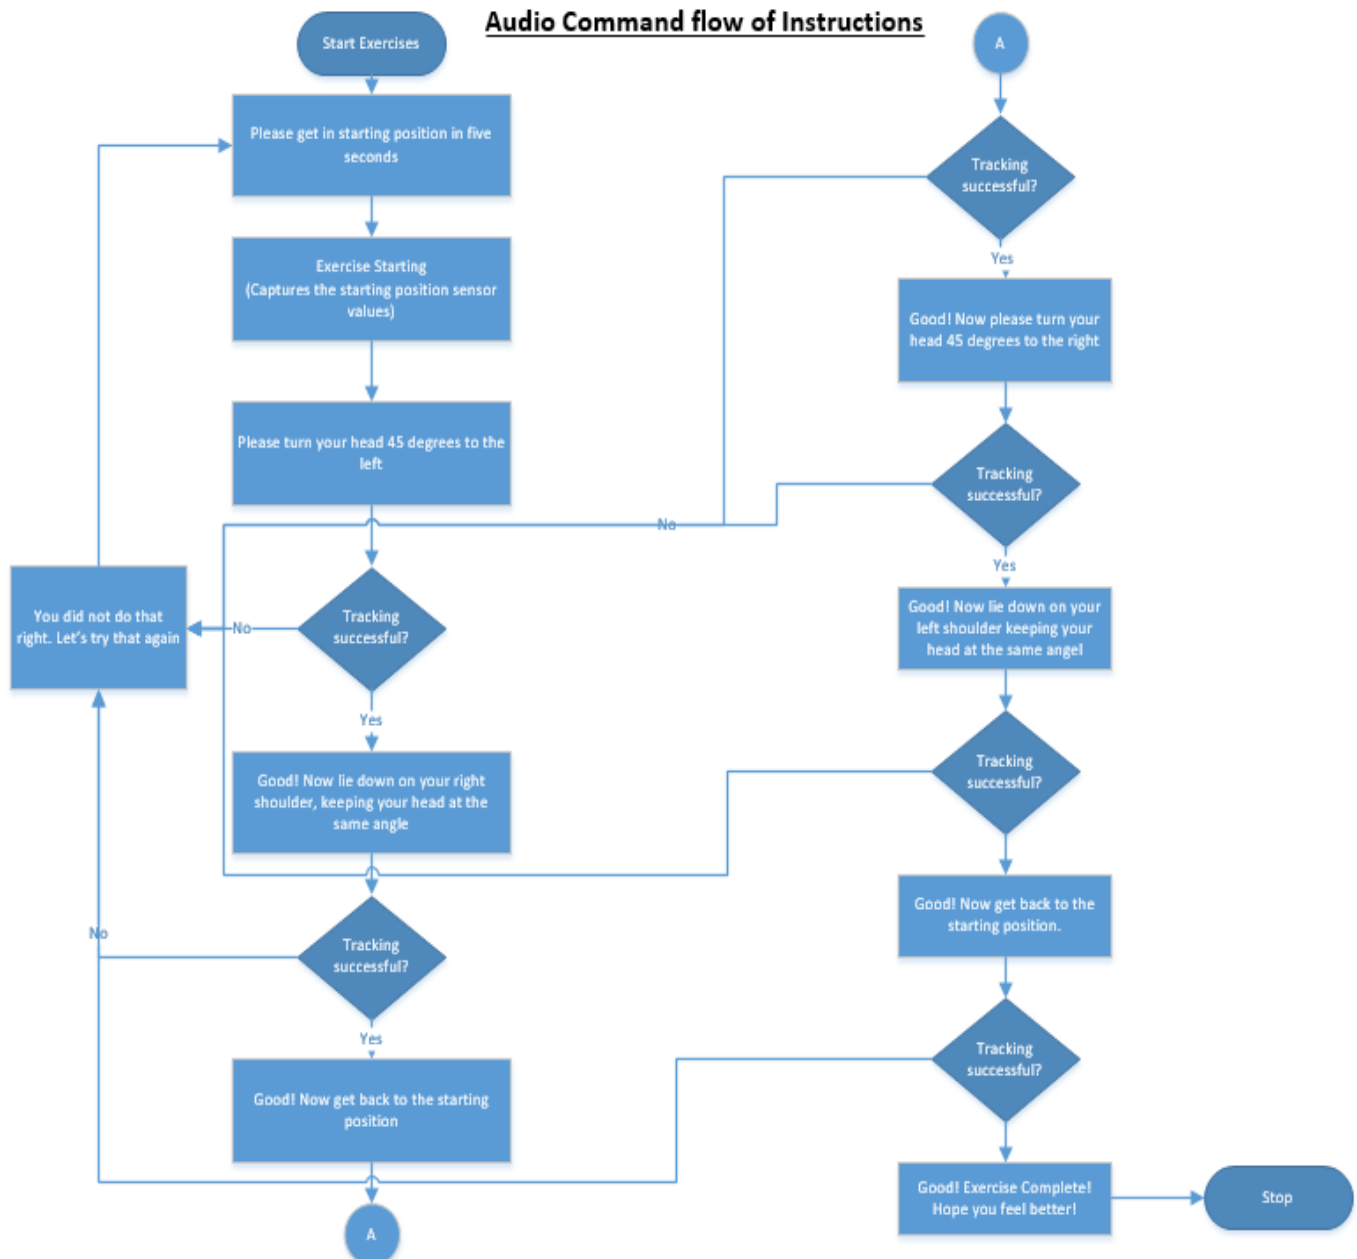 Audio Command flow of Instructions
Start Exercises
Please get in starting position in five
seconds
Exercise Starting
(Captures the starting position sensor
values)
Please turn your head 45 degrees to the
left
No
You did not do that
right. Let's try that again
No
Tracking
successful?
Yes
Good! Now lie down on your right
shoulder, keeping your head at the
same angle
No
Tracking
successful?
Yes
Good! Now get back to the starting
position
A
A
Tracking
successful?
Yes
Good! Now please turn your
head 45 degrees to the right
Tracking
successful?
Yes
Good! Now lie down on your
left shoulder keeping your
head at the same angel
Tracking
successful?
Good! Now get back to the
starting position.
Tracking
successful?
Good! Exercise Complete!
Hope you feel better!
Stop